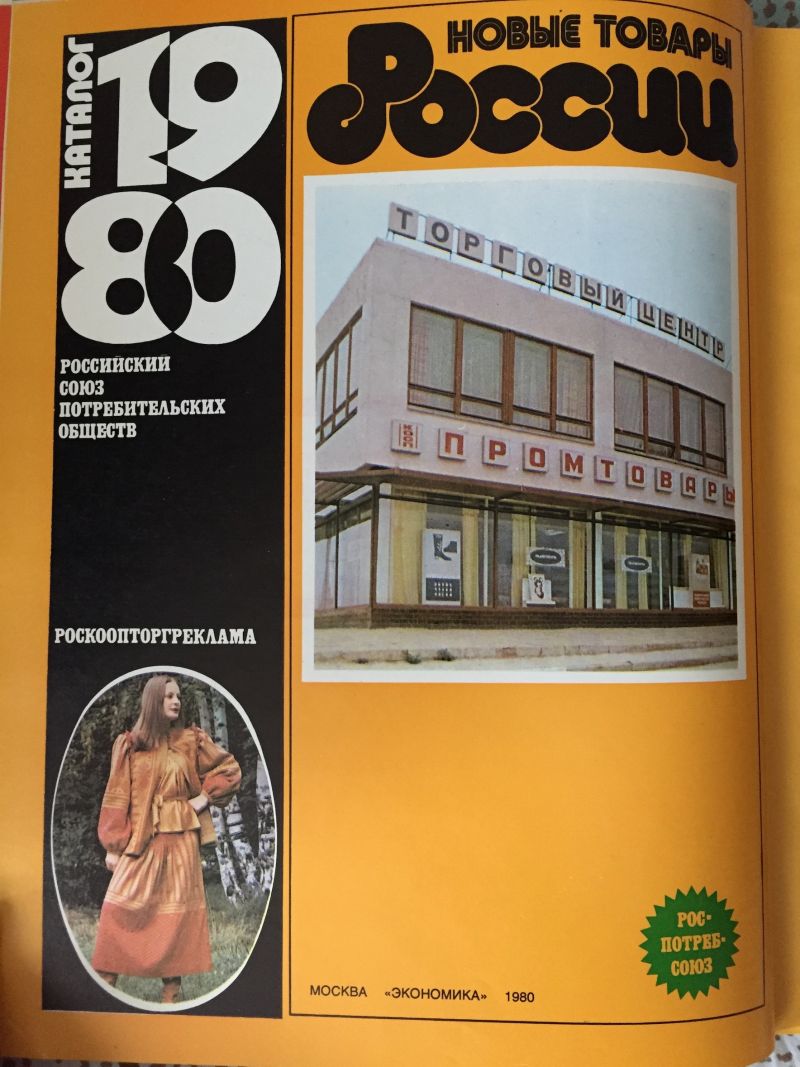 КАТАЛОГ
19
80
РОССИЙСКИЙ
СОЮЗ
ПОТРЕБИТЕЛЬСКИХ
ОБЩЕСТВ
РОСКООПТОРГРЕКЛАМА
НОВЫЕ ТОВАРЫ
РОССИИ
ТОРГОВЫЙ ЦЕНТР
ПРОМТОВАРЫ
РОС-
ПОТРЕБ-
СОЮЗ
МОСКВА «ЭКОНОМИКА» 1980